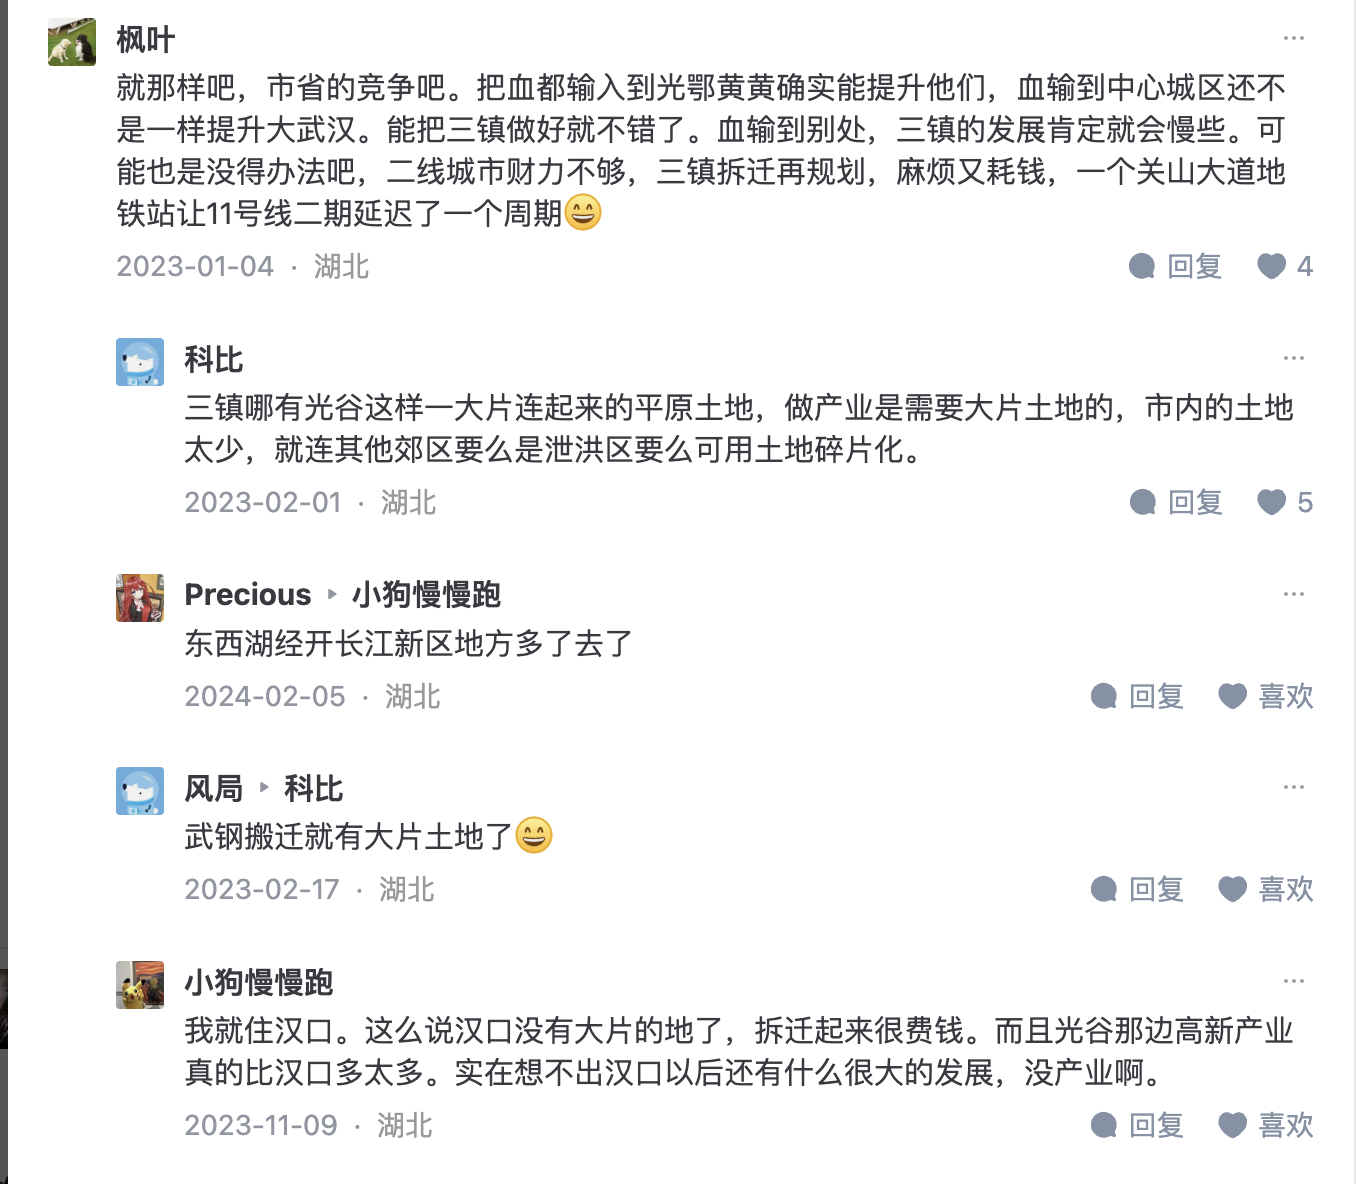 枫叶
就那样吧，市省的竞争吧。把血都输入到光鄂黄黄确实能提升他们，血输到中心城区还不
是一样提升大武汉。能把三镇做好就不错了。血输到别处，三镇的发展肯定就会慢些。可
能也是没得办法吧，二线城市财力不够，三镇拆迁再规划，麻烦又耗钱，一个关山大道地
铁站让11号线二期延迟了一个周期😄
2023-01-04 · 湖北 回复 4
科比
三镇哪有光谷这样一大片连起来的平原土地，做产业是需要大片土地的，市内的土地
太少，就连其他郊区要么是泄洪区要么可用土地碎片化。
2023-02-01 · 湖北 回复 5
Precious ▸ 小狗慢慢跑
东西湖经开长江新区地方多了去了
2024-02-05 · 湖北 回复 喜欢
风局 ▸ 科比
武钢搬迁就有大片土地了😄
2023-02-17 · 湖北 回复 喜欢
小狗慢慢跑
我就住汉口。这么说汉口没有大片的地了，拆迁起来很费钱。而且光谷那边高新产业
真的比汉口多太多。实在想不出汉口以后还有什么很大的发展，没产业啊。
2023-11-09 · 湖北 回复 喜欢